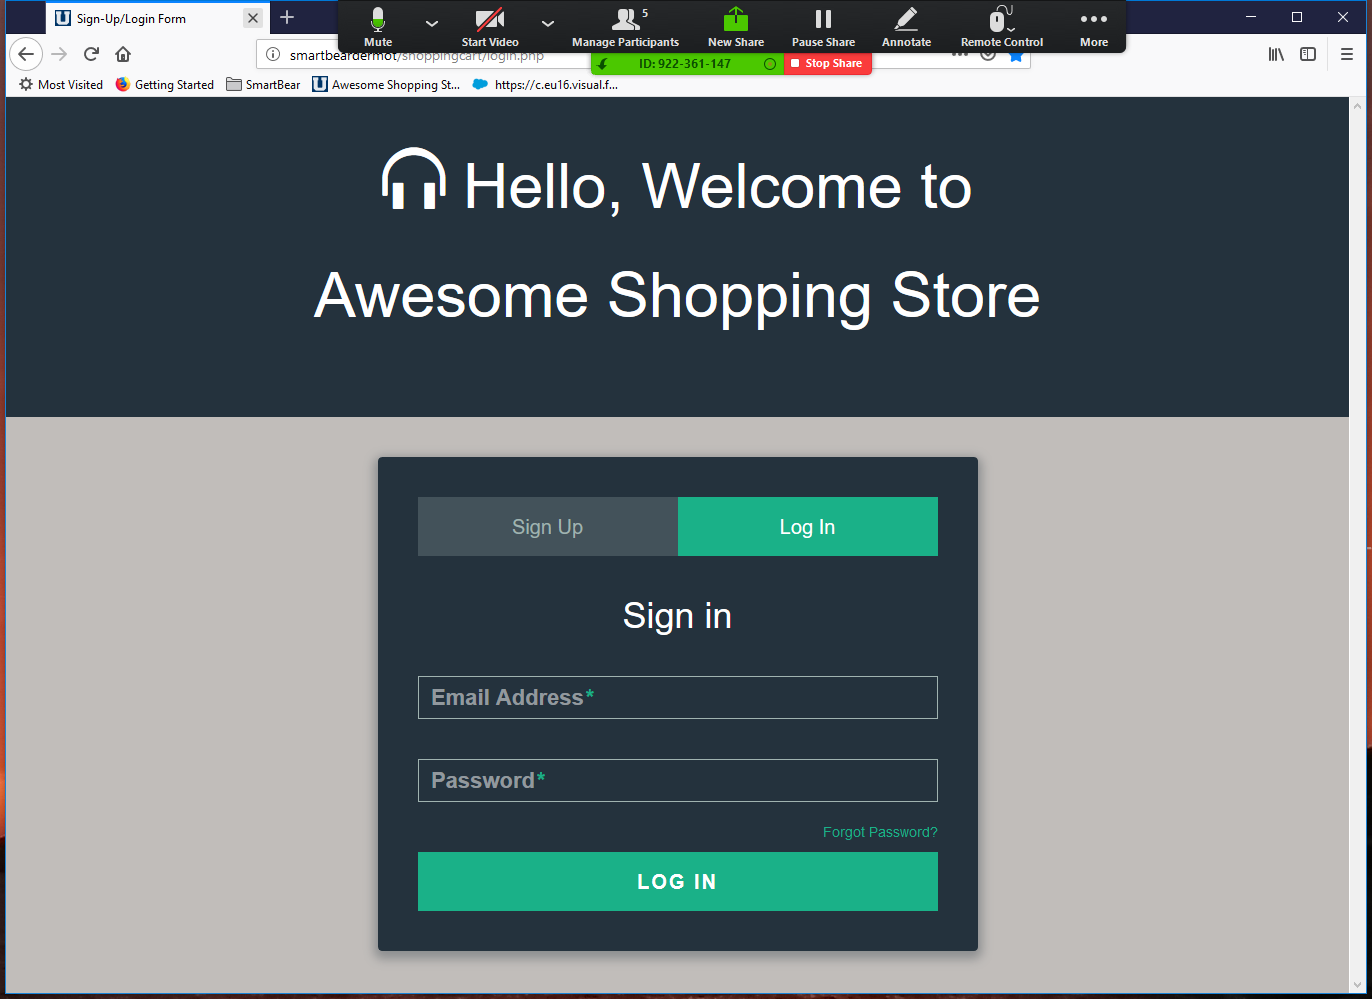 Sign-Up/Login Form
Mute
Start Video
5
Manage Participants
New Share
Pause Share
Annotate
Remote Control
More
smartbeardermot/shoppingcart/login.php
ID: 922-361-147
Stop Share
Most Visited
Getting Started
SmartBear
Awesome Shopping St...
https://c.eu16.visual.f...
Hello, Welcome to
Awesome Shopping Store
Sign Up
Log In
Sign in
Email Address*
Password*
Forgot Password?
LOG IN